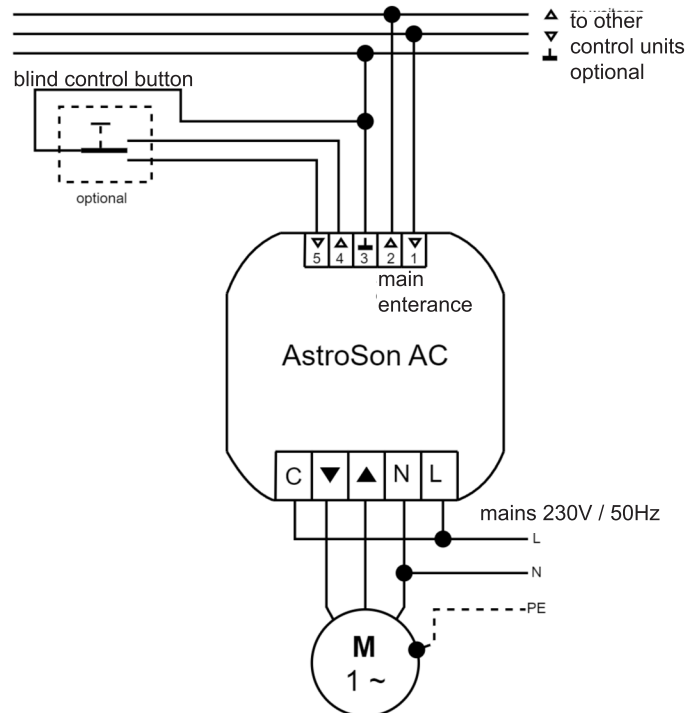 to other
control units
optional
blind control button
optional
5 4 3 2 1
main
enterance
AstroSon AC
C N L
mains 230V / 50Hz
L
N
PE
M
1 ~